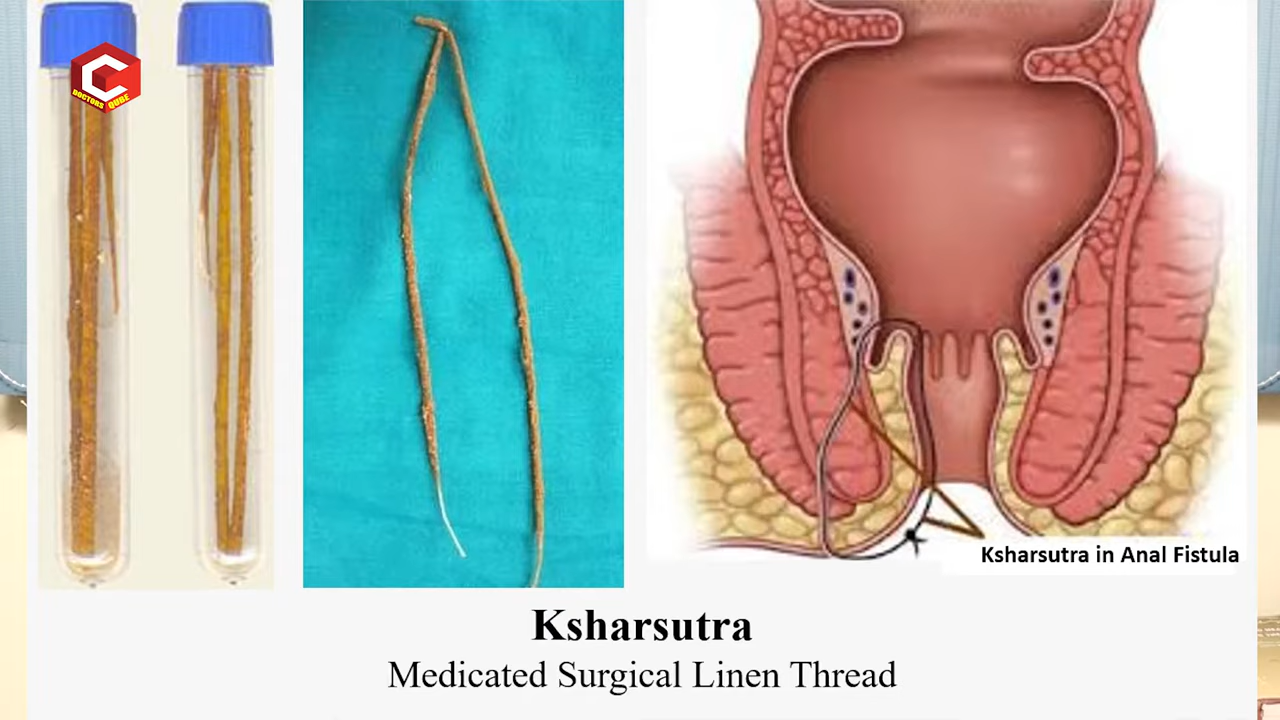 C
DOCTORS QUBE
Ksharsutra in Anal Fistula
Ksharsutra
Medicated Surgical Linen Thread